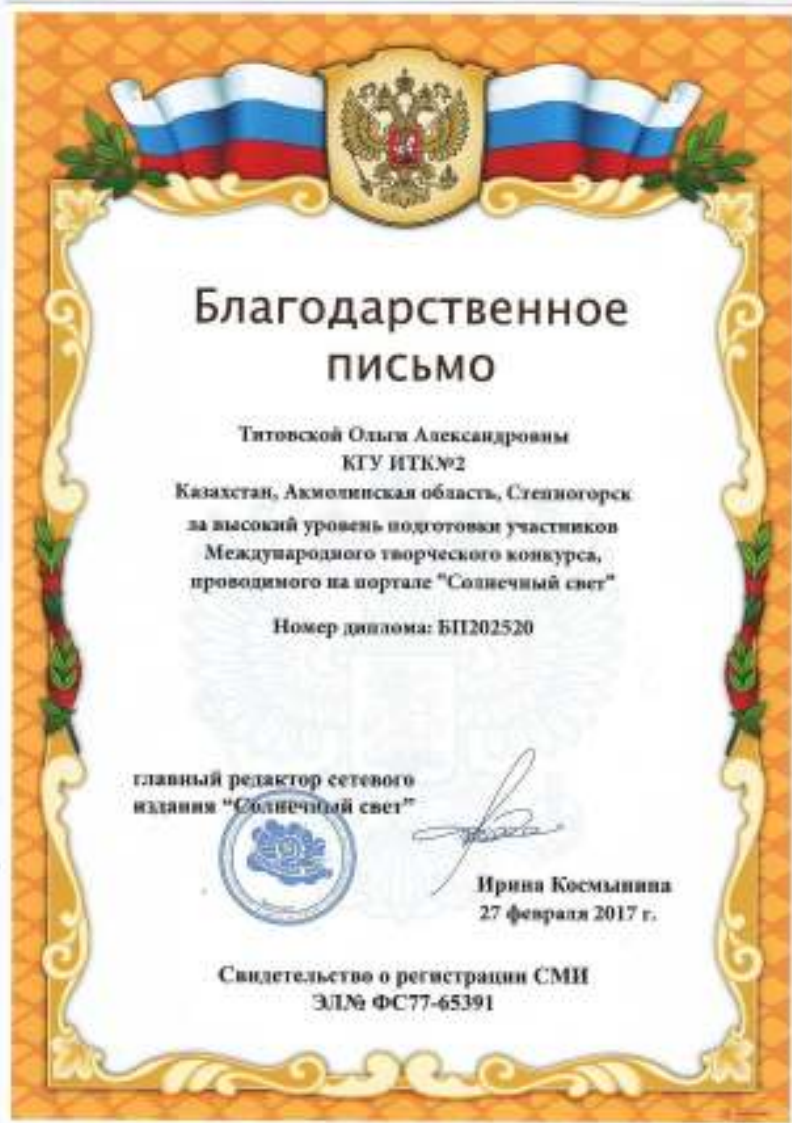 Благодарственное
письмо
Титовской Ольги Александровны
КГУ ИТК№2
Казахстан, Акмолинская область, Степногорск
за высокий уровень подготовки участников
Международного творческого конкурса,
проводимого на портале "Солнечный свет"
Номер диплома: БП202520
главный редактор сетевого
издания "Солнечный свет"
Ирина Космынина
27 февраля 2017 г.
Свидетельство о регистрации СМИ
ЭЛ№ ФС77-65391